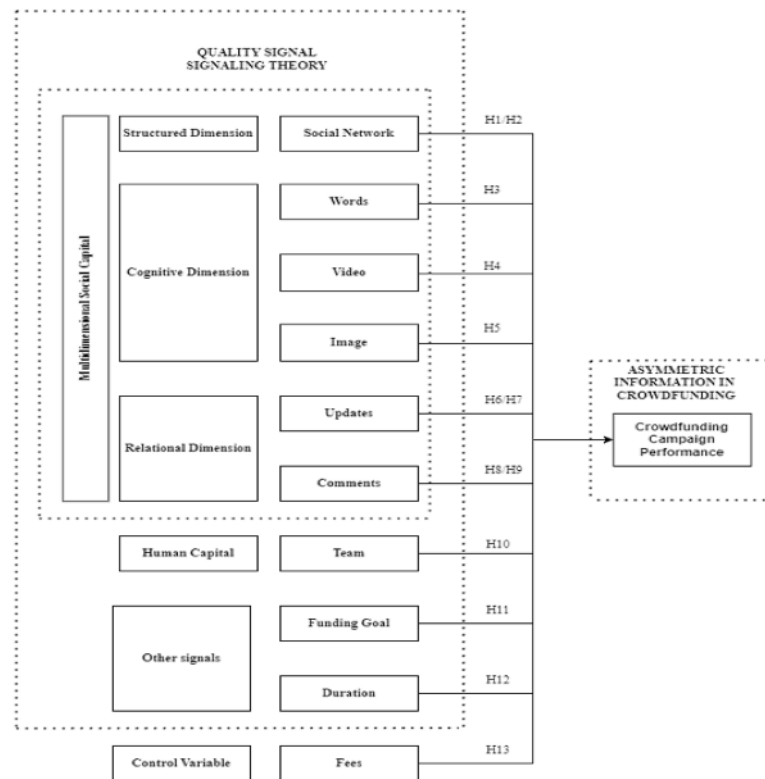 QUALITY SIGNAL
SIGNALING THEORY
Multidimensional Social Capital
Structured Dimension
Social Network
H1/H2
Words
H3
Cognitive Dimension
Video
H4
Image
H5
ASYMMETRIC
INFORMATION IN
CROWDFUNDING
Crowdfunding
Campaign
Performance
Relational Dimension
Updates
H6/H7
Comments
H8/H9
Human Capital
Team
H10
Other signals
Funding Goal
H11
Duration
H12
Control Variable
Fees
H13